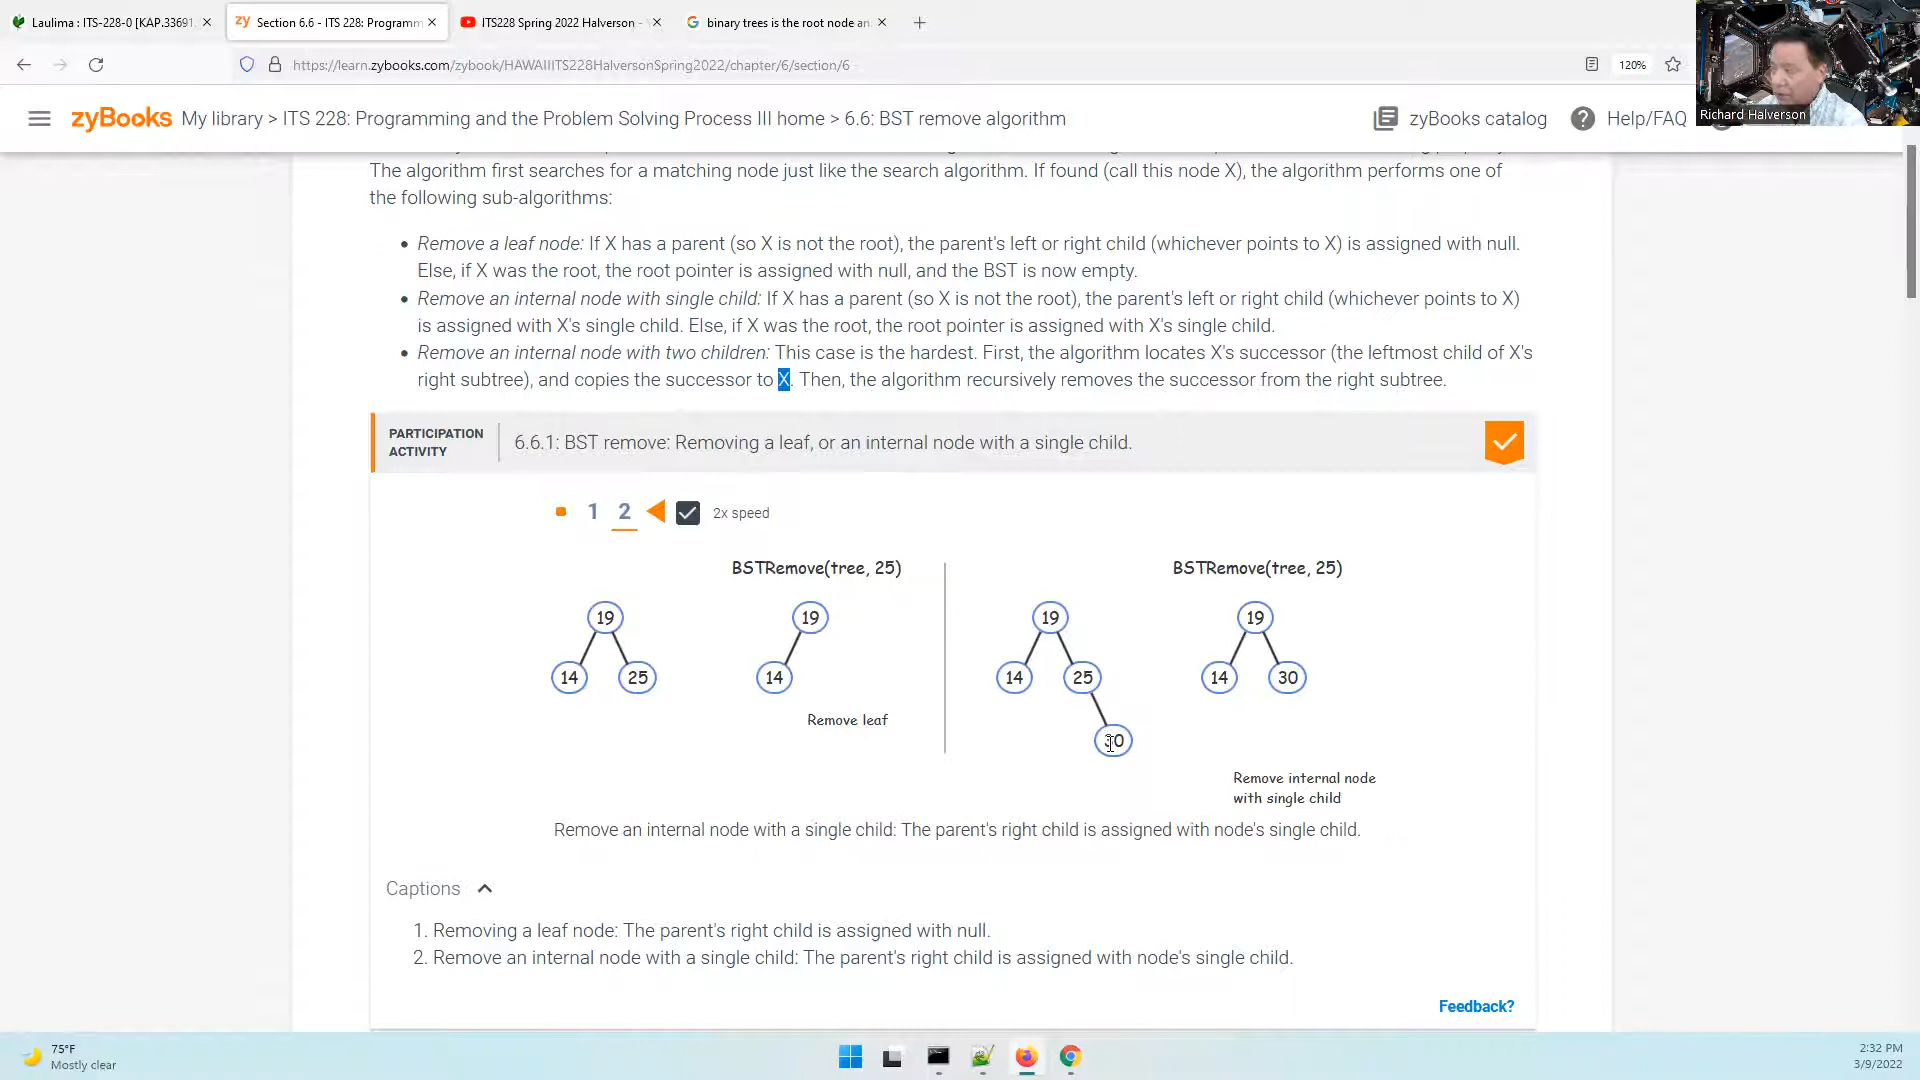 Laulima : ITS-228-0 [KAP.33691
Section 6.6 - ITS 228: Programm
ITS228 Spring 2022 Halverson -
binary trees is the root node an
https://learn.zybooks.com/zybook/HAWAIIITS228HalversonSpring2022/chapter/6/section/6
120%
Richard Halverson
zyBooks My library > ITS 228: Programming and the Problem Solving Process III home > 6.6: BST remove algorithm
zyBooks catalog
Help/FAQ
The algorithm first searches for a matching node just like the search algorithm. If found (call this node X), the algorithm performs one of
the following sub-algorithms:
• Remove a leaf node: If X has a parent (so X is not the root), the parent's left or right child (whichever points to X) is assigned with null.
Else, if X was the root, the root pointer is assigned with null, and the BST is now empty.
• Remove an internal node with single child: If X has a parent (so X is not the root), the parent's left or right child (whichever points to X)
is assigned with X's single child. Else, if X was the root, the root pointer is assigned with X's single child.
• Remove an internal node with two children: This case is the hardest. First, the algorithm locates X's successor (the leftmost child of X's
right subtree), and copies the successor to X. Then, the algorithm recursively removes the successor from the right subtree.
PARTICIPATION
ACTIVITY
6.6.1: BST remove: Removing a leaf, or an internal node with a single child.
1 2 2x speed
BSTRemove(tree, 25)
BSTRemove(tree, 25)
19 19 19 19
14 25 14 14 25 14 30
Remove leaf
30
Remove internal node
with single child
Remove an internal node with a single child: The parent's right child is assigned with node's single child.
Captions
1. Removing a leaf node: The parent's right child is assigned with null.
2. Remove an internal node with a single child: The parent's right child is assigned with node's single child.
Feedback?
75°F
Mostly clear
2:32 PM
3/9/2022